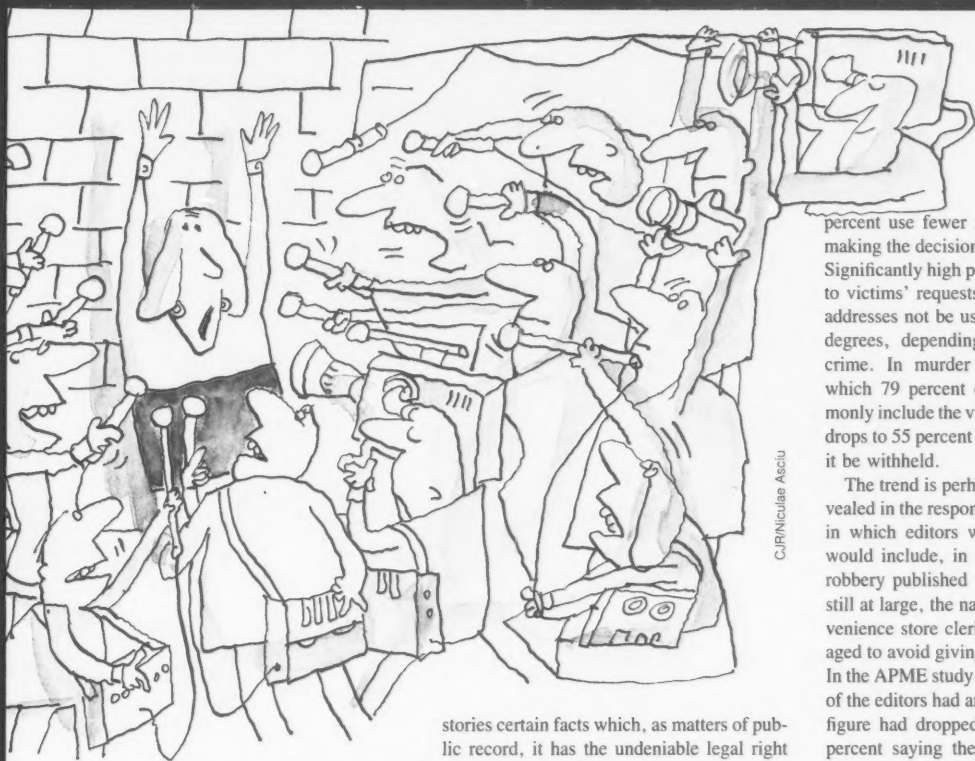 CJR/Niculae Asciu
stories certain facts which, as matters of pub-
lic record, it has the undeniable legal right
percent use fewer
making the decision
Significantly high p
to victims' requests
addresses not be us
degrees, depending
crime. In murder
which 79 percent
monly include the v
drops to 55 percent
it be withheld.
The trend is perh
vealed in the respon
in which editors v
would include, in
robbery published
still at large, the na
venience store cler
aged to avoid givin
In the APME study
of the editors had a
figure had dropped
percent saying the